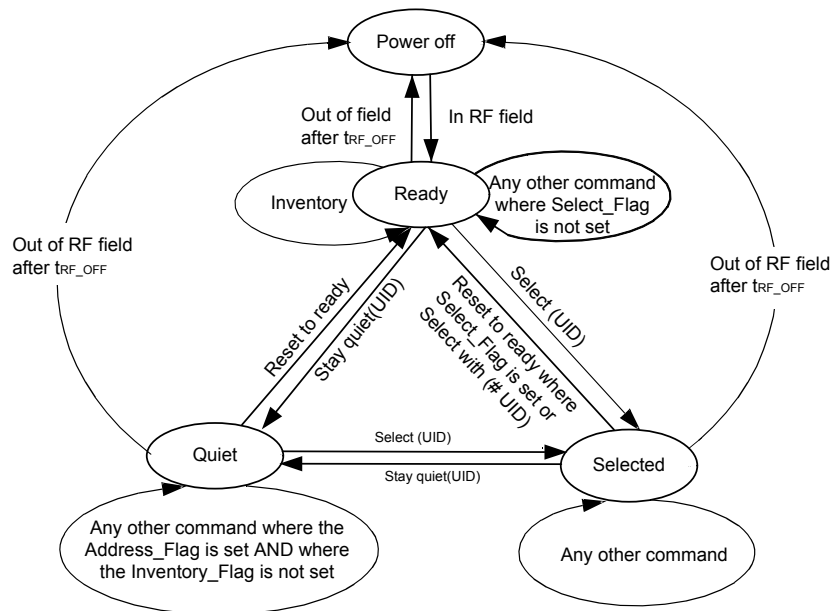 Power off
Out of field
after tRF_OFF
In RF field
Inventory
Ready
Any other command
where Select_Flag
is not set
Out of RF field
after tRF_OFF
Out of RF field
after tRF_OFF
Reset to ready
Stay quiet(UID)
Select (UID)
Reset to ready where
Select_Flag is set or
Select with (# UID)
Quiet
Select (UID)
Stay quiet(UID)
Selected
Any other command where the
Address_Flag is set AND where
the Inventory_Flag is not set
Any other command